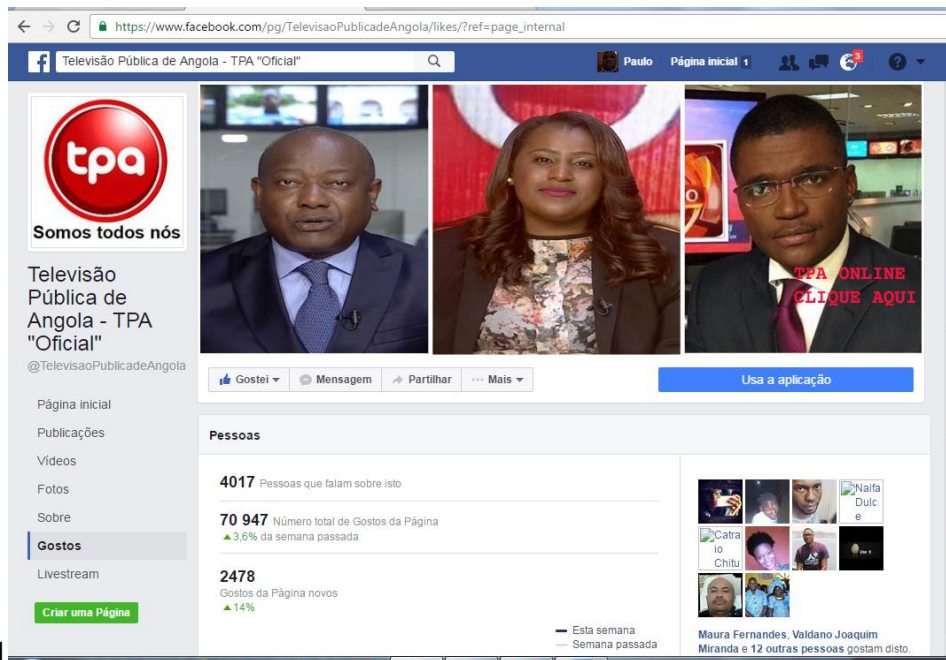 https://www.facebook.com/pg/TelevisaoPublicadeAngola/likes/?ref=page_internal
Televisão Pública de Angola - TPA "Oficial"
Paulo
Página inicial 1
3
tpa
Somos todos nós
TPA ONLINE
CLIQUE AQUI
Televisão
Pública de
Angola - TPA
"Oficial"
@TelevisaoPublicadeAngola
Página inicial
Publicações
Vídeos
Fotos
Sobre
Gostos
Livestream
Criar uma Página
Gostei
Mensagem
Partilhar
Mais
Usa a aplicação
Pessoas
4017 Pessoas que falam sobre isto
70 947 Número total de Gostos da Página
3,6% da semana passada
2478
Gostos da Página novos
14%
Esta semana
Semana passada
Naifa
Dulc
e
Catra
io
Chitu
Maura Fernandes, Valdano Joaquim
Miranda e 12 outras pessoas gostam disto.